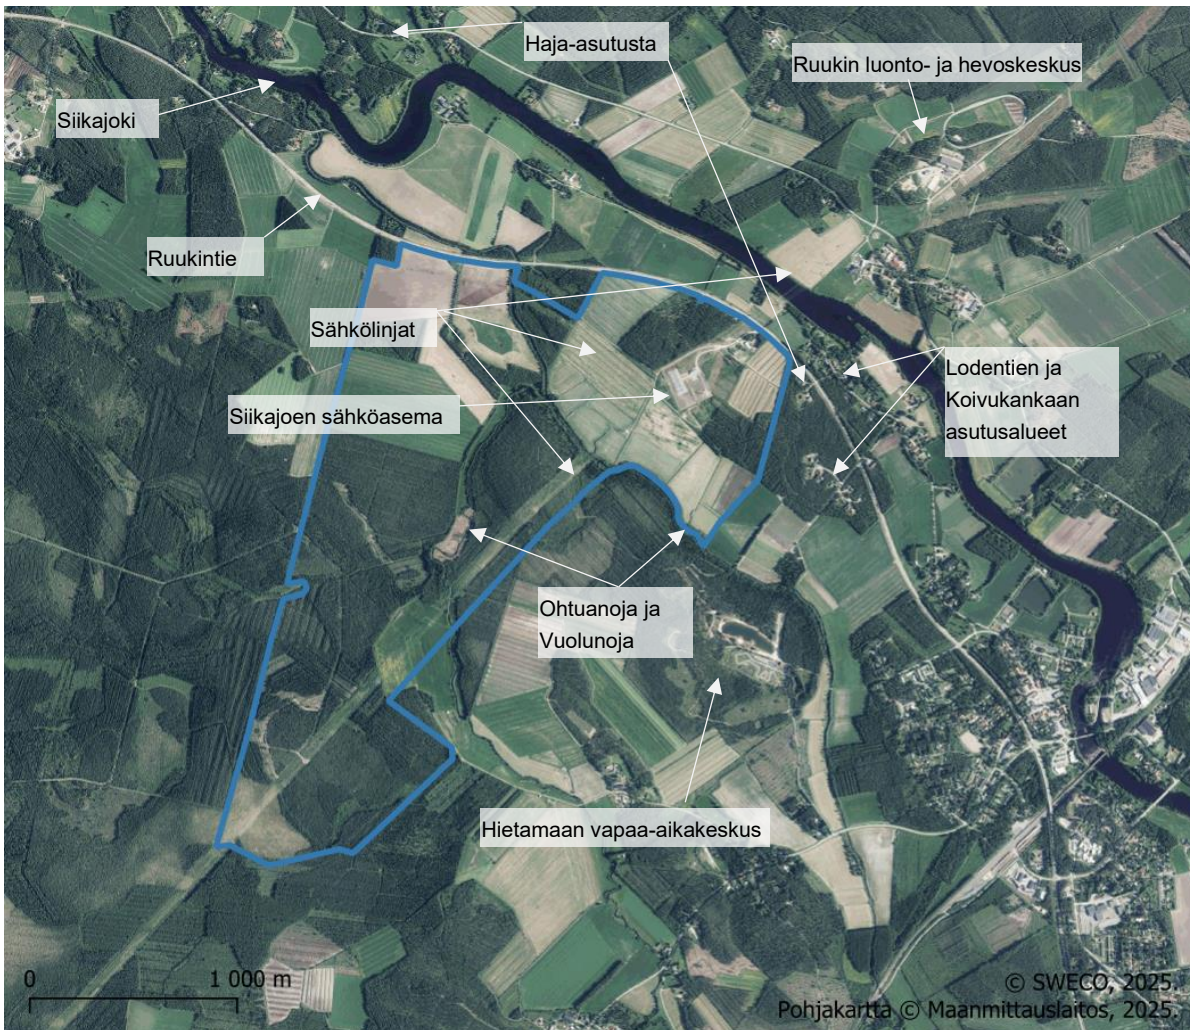 Haja-asutusta
Ruukin luonto- ja hevoskeskus
Siikajoki
Ruukintie
Sähkölinjat
Siikajoen sähköasema
Lodentien ja
Koivukankaan
asutusalueet
Ohtuanoja ja
Vuolunoja
Hietamaan vapaa-aikakeskus
0 1 000 m
© SWECO, 2025.
Pohjakartta © Maanmittauslaitos, 2025.